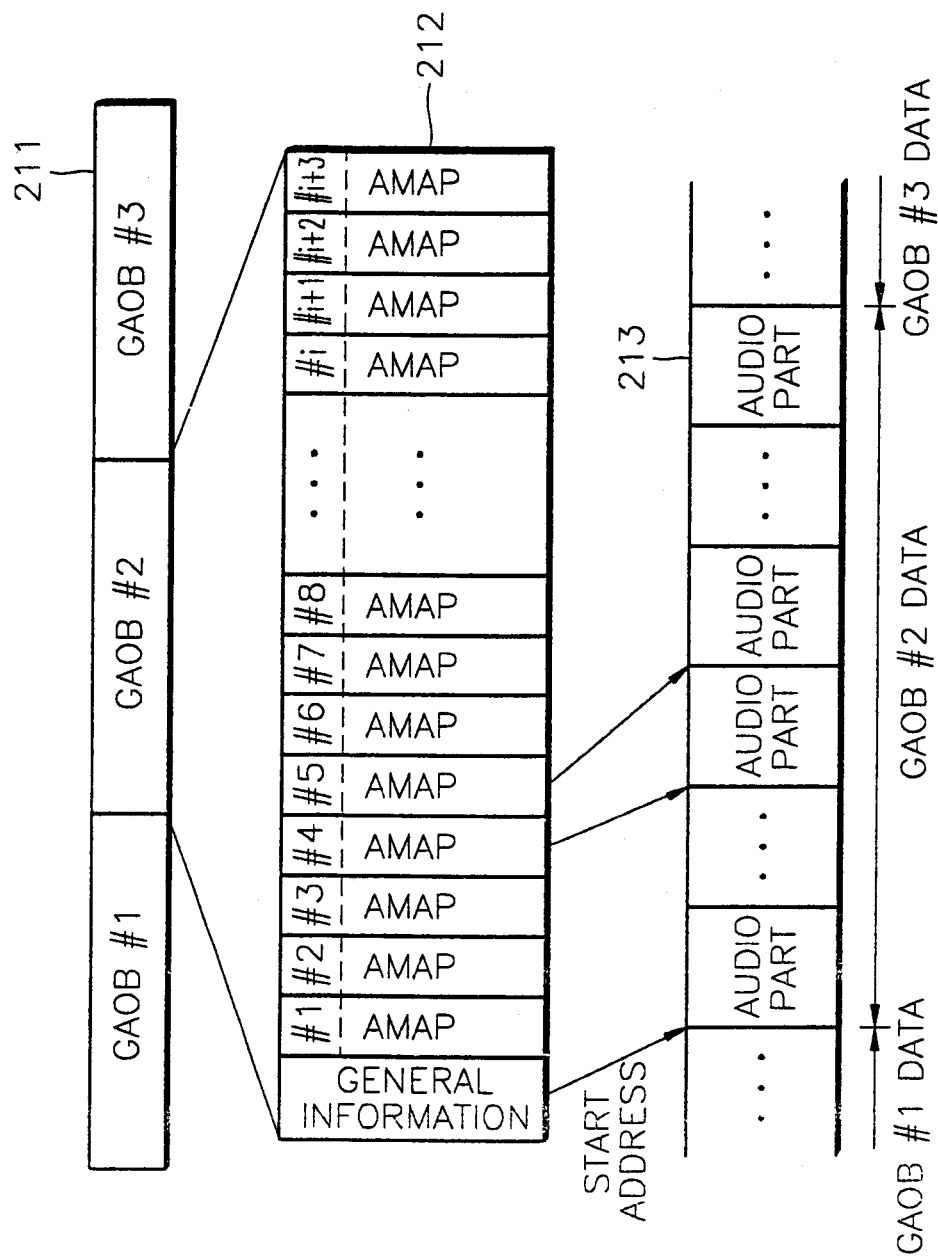 211
GAOB #1
GAOB #2
GAOB #3
212
GENERAL
INFORMATION
#1
#2
#3
#4
#5
#6
#7
#8
...
#i
#i+1
#i+2
#i+3
AMAP
AMAP
AMAP
AMAP
AMAP
AMAP
AMAP
AMAP
...
AMAP
AMAP
AMAP
AMAP
START
ADDRESS
213
...
AUDIO
PART
...
AUDIO
PART
AUDIO
PART
...
AUDIO
PART
...
GAOB #1 DATA
GAOB #2 DATA
GAOB #3 DATA